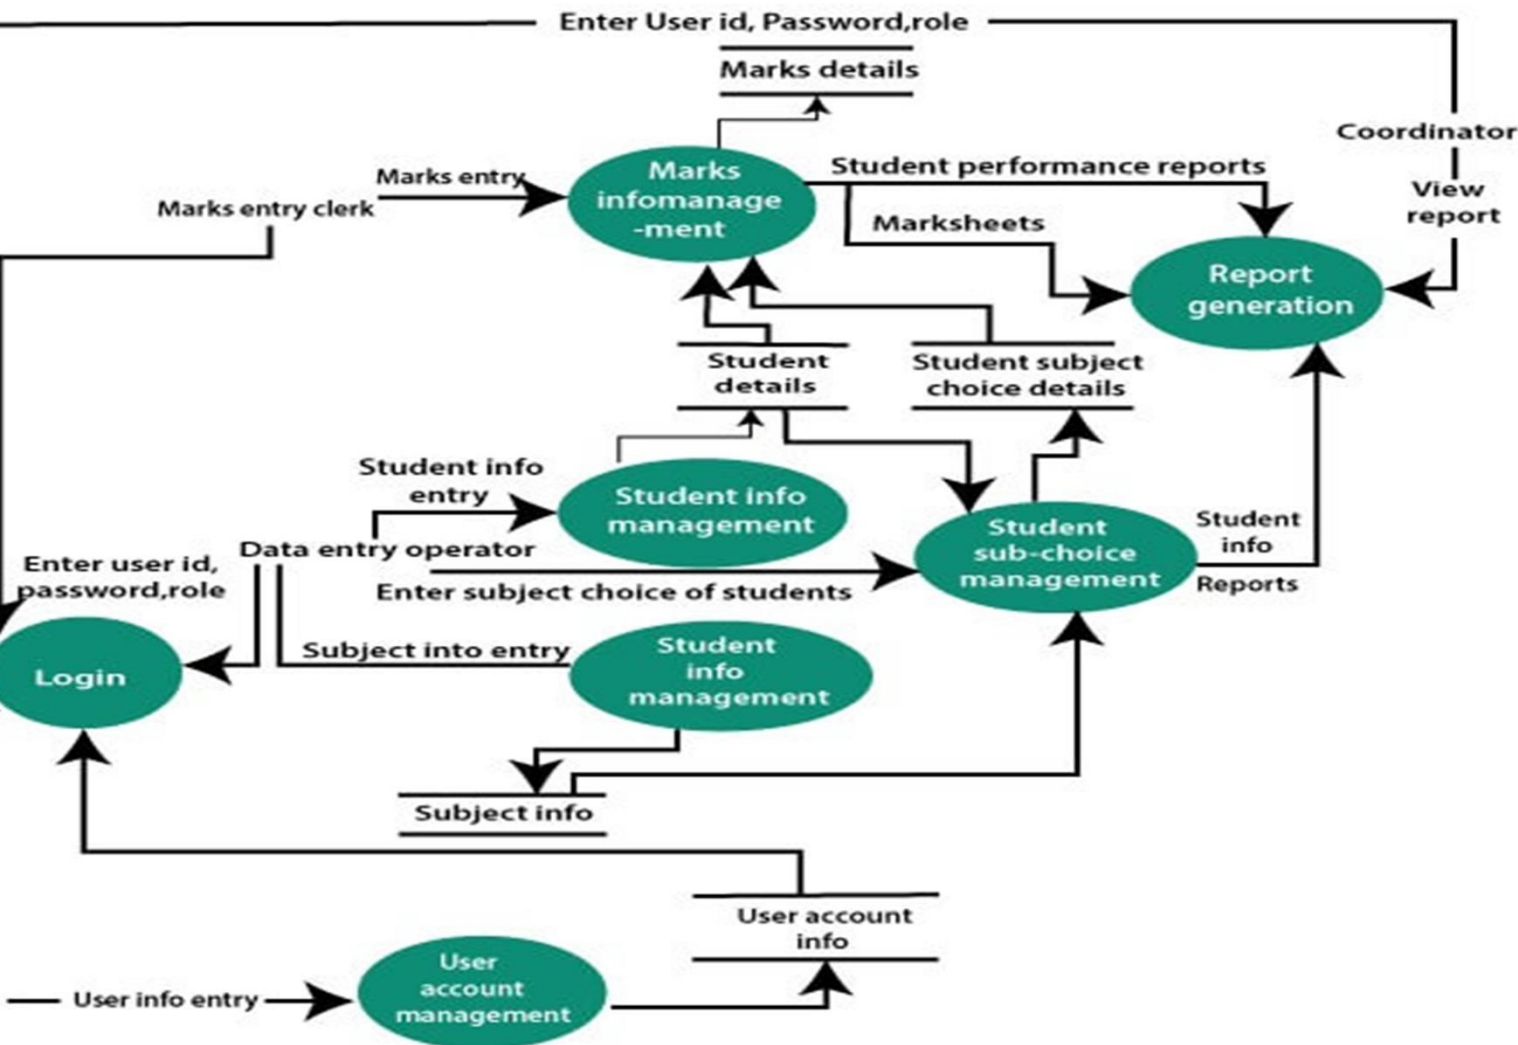 Enter User id, Password,role
Marks details
Coordinator
View
report
Marks entry
Marks entry clerk
Marks
infomanage
-ment
Student performance reports
Marksheets
Report
generation
Student
details
Student subject
choice details
Student info
entry
Student info
management
Data entry operator
Enter user id,
password,role
Enter subject choice of students
Student
sub-choice
management
Student
info
Reports
Login
Subject into entry
Student
info
management
Subject info
User account
info
User info entry
User
account
management